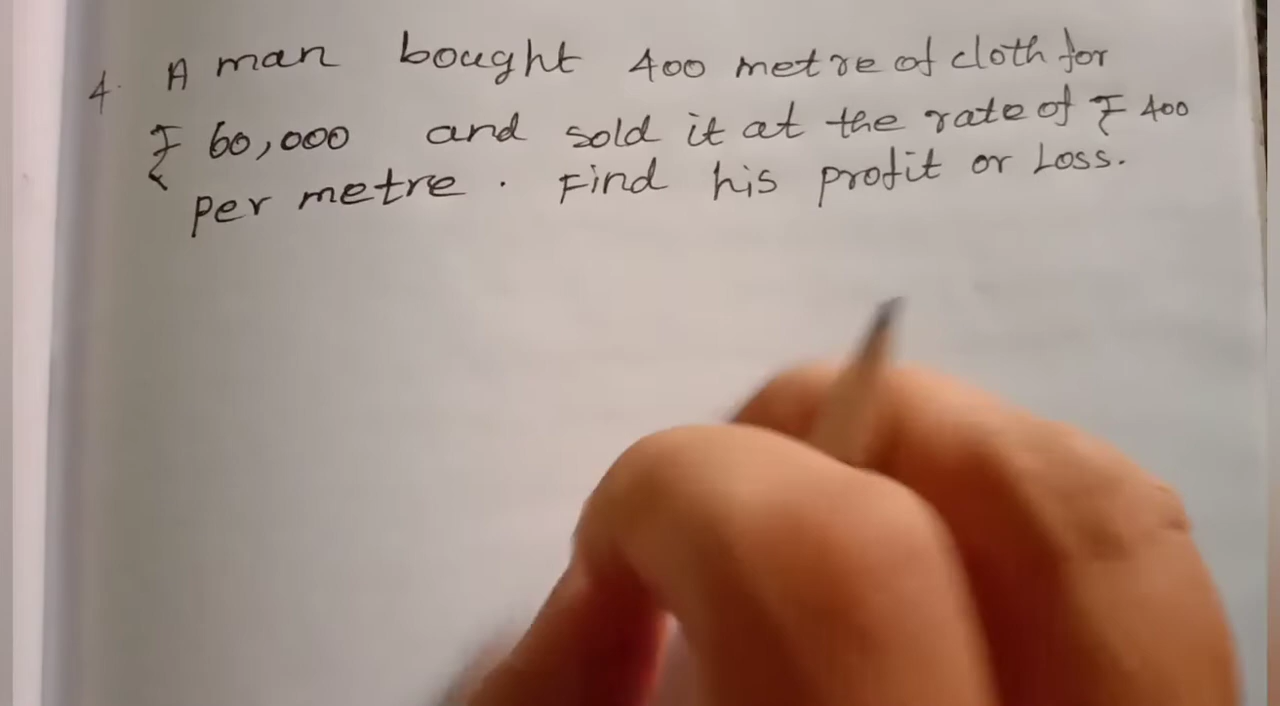 4. A man bought 400 metre of cloth for
₹ 60,000 and sold it at the rate of ₹ 400
per metre. Find his profit or Loss.